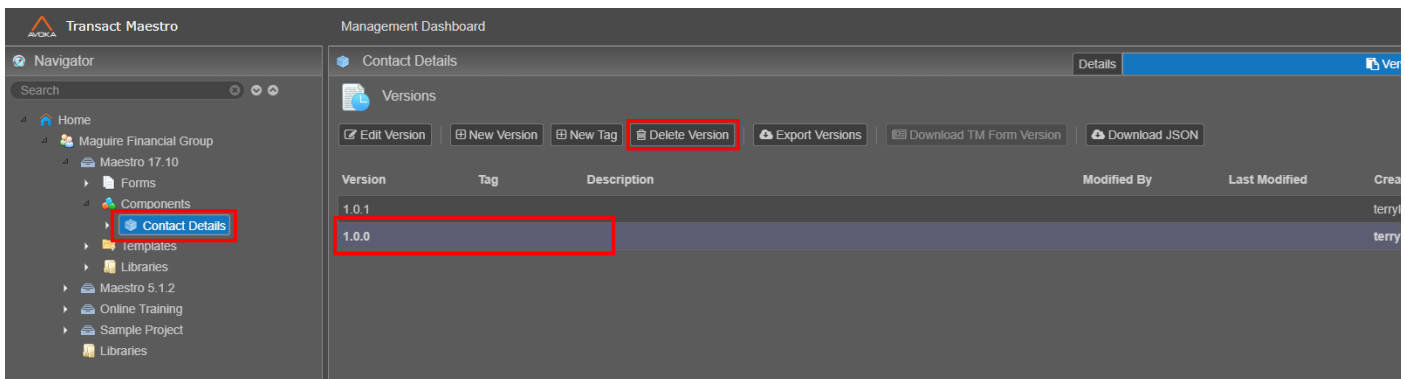 AVOKA Transact Maestro Management Dashboard
Navigator
Contact Details
Details
Search
Versions
Home
Maguire Financial Group
Edit Version New Version New Tag Delete Version Export Versions Download TM Form Version Download JSON
Maestro 17.10
Forms
Version Tag Description Modified By Last Modified
Components
1.0.1
Contact Details
1.0.0
Templates
Libraries
Maestro 5.1.2
Online Training
Sample Project
Libraries